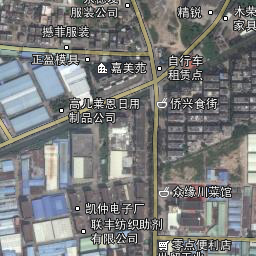 服装公司
精锐
木荣
家具
撼菲服装
正盈模具
嘉美苑
自行车
租赁点
高儿莱恩日用
制品公司
侨兴食街
众缘川菜馆
凯仲电子厂
联丰纺织助剂
有限公司
零点便利店